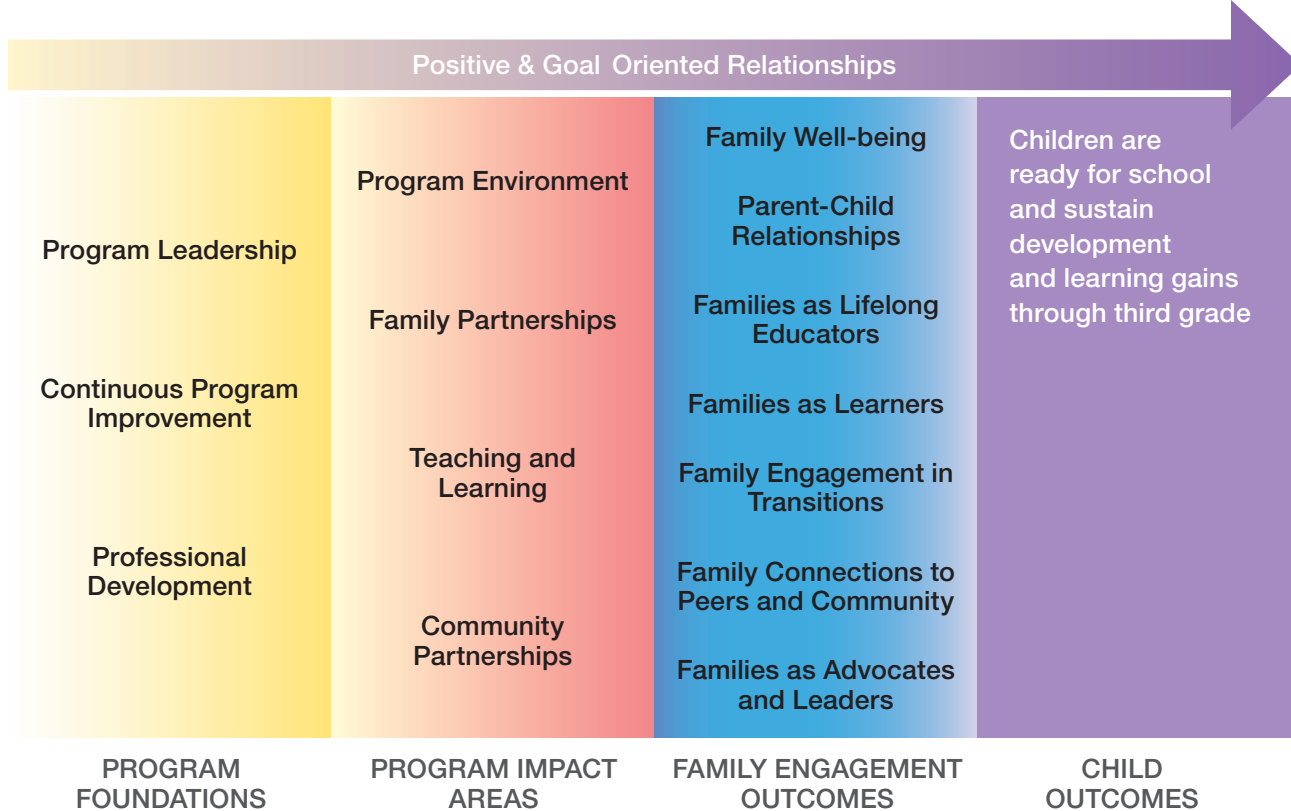 Positive & Goal Oriented Relationships
Program Leadership
Continuous Program
Improvement
Professional
Development
PROGRAM
FOUNDATIONS
Program Environment
Family Partnerships
Teaching and
Learning
Community
Partnerships
PROGRAM IMPACT
AREAS
Family Well-being
Parent-Child
Relationships
Families as Lifelong
Educators
Families as Learners
Family Engagement in
Transitions
Family Connections to
Peers and Community
Families as Advocates
and Leaders
FAMILY ENGAGEMENT
OUTCOMES
Children are
ready for school
and sustain
development
and learning gains
through third grade
CHILD
OUTCOMES